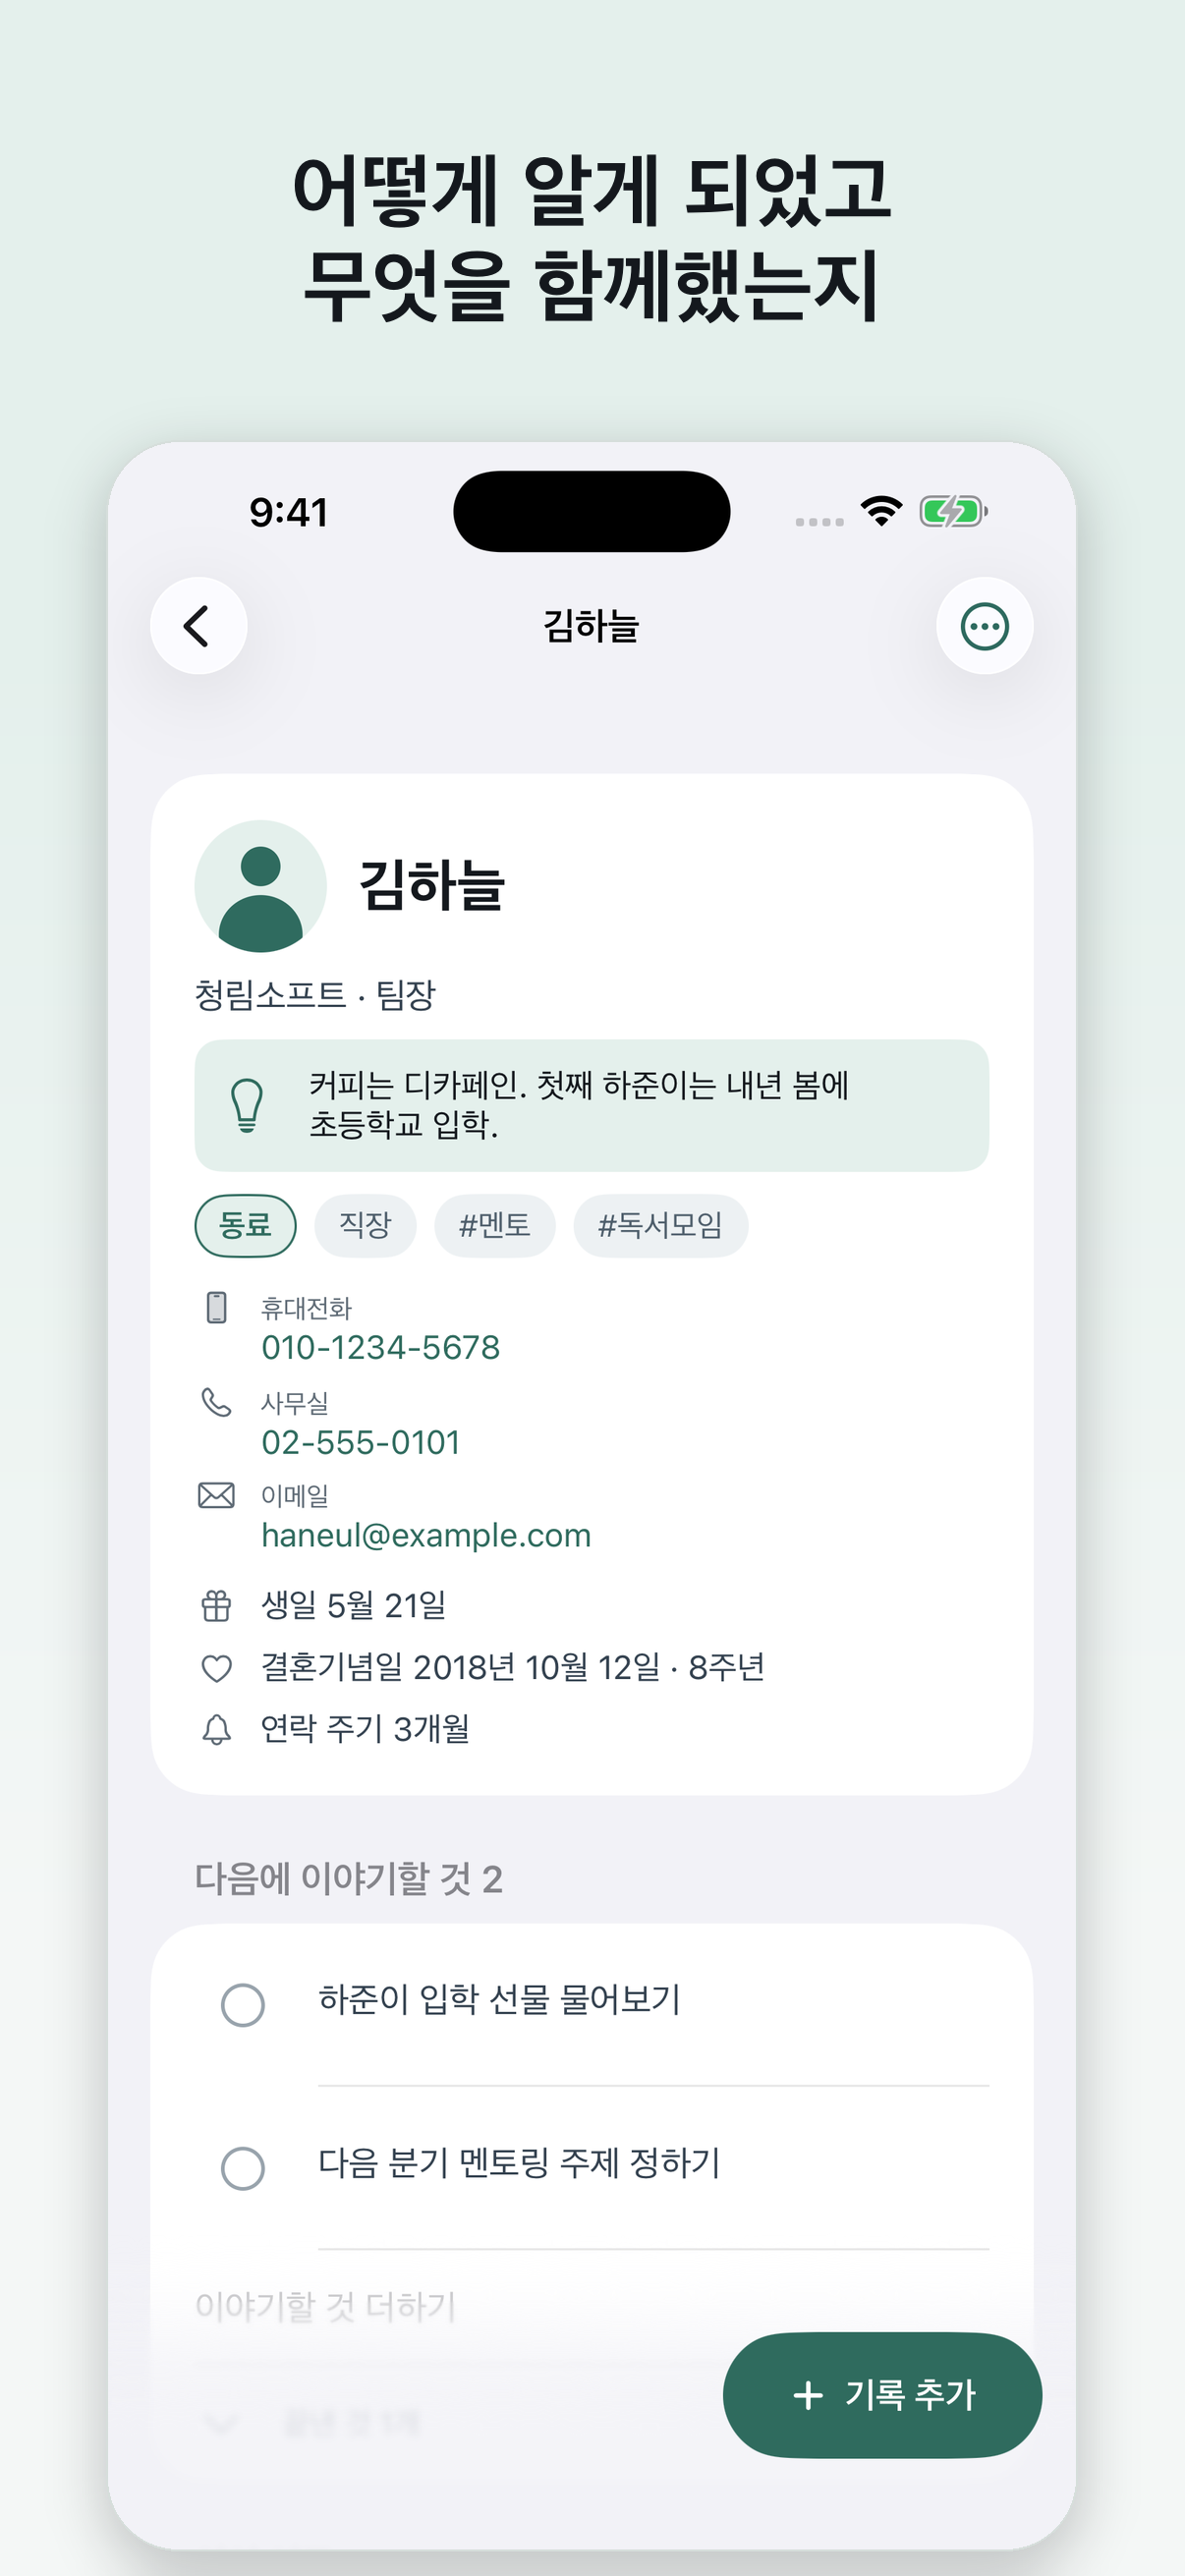 어떻게 알게 되었고
무엇을 함께했는지
9:41
김하늘
김하늘
청림소프트 · 팀장
커피는 디카페인. 첫째 하준이는 내년 봄에
초등학교 입학.
동료 직장 #멘토 #독서모임
휴대전화
010-1234-5678
사무실
02-555-0101
이메일
haneul@example.com
생일 5월 21일
결혼기념일 2018년 10월 12일 · 8주년
연락 주기 3개월
다음에 이야기할 것 2
하준이 입학 선물 물어보기
다음 분기 멘토링 주제 정하기
이야기할 것 더하기
+ 기록 추가